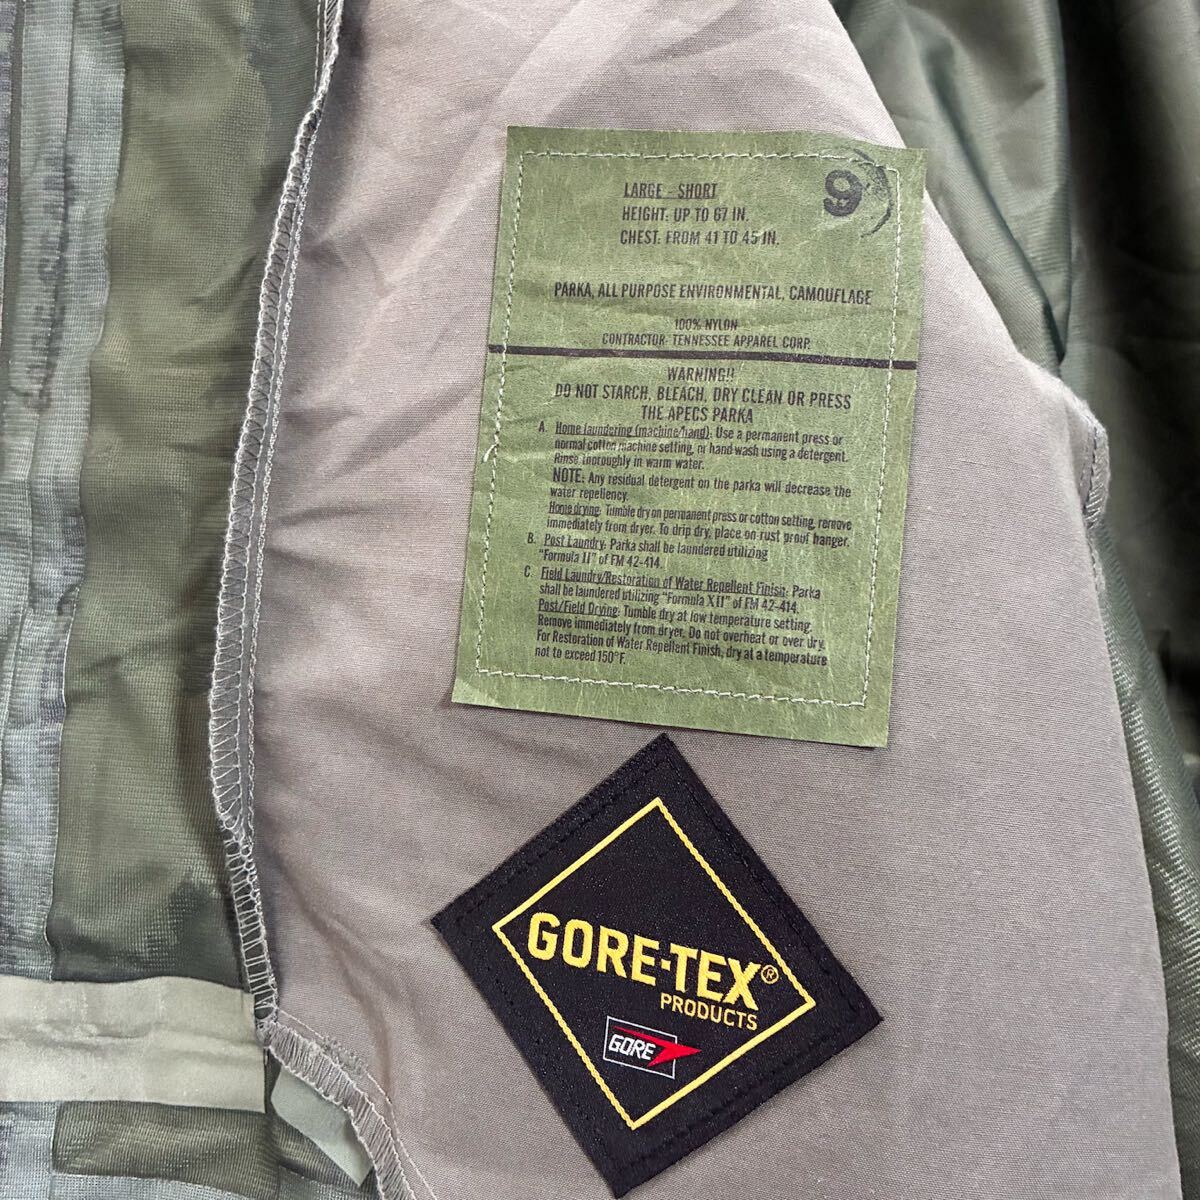 LARGE - SHORT
9
HEIGHT: UP TO 67 IN.
CHEST: FROM 41 TO 45 IN.
PARKA, ALL PURPOSE ENVIRONMENTAL, CAMOUFLAGE
100% NYLON
CONTRACTOR- TENNESSEE APPAREL CORP.
WARNING!!
DO NOT STARCH, BLEACH, DRY CLEAN OR PRESS
THE APECS PARKA
A. Home laundering (machine/hand): Use a permanent press or
normal cotton machine setting, or hand wash using a detergent.
Rinse thoroughly in warm water.
NOTE: Any residual detergent on the parka will decrease the
water repellency.
Home drying: Tumble dry on permanent press or cotton setting, remove
immediately from dryer. To drip dry, place on rust proof hanger.
B. Post Laundry: Parka shall be laundered utilizing
"Formula II" of FM 42-414.
C. Field Laundry/Restoration of Water Repellent Finish: Parka
shall be laundered utilizing "Formula XII" of FM 42-414.
Post/Field Drying: Tumble dry at low temperature setting.
Remove immediately from dryer. Do not overheat or over dry.
For Restoration of Water Repellent Finish, dry at a temperature
not to exceed 150°F.
GORE-TEX®
PRODUCTS
GORE